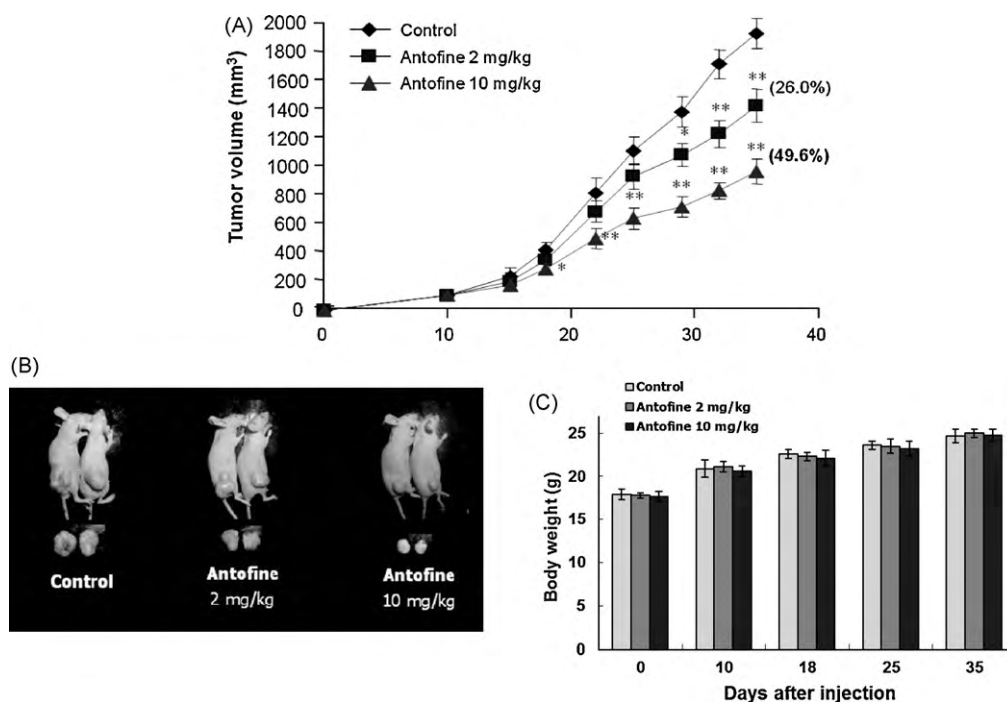 (A)
Tumor volume (mm³)
2000
1800
1600
1400
1200
1000
800
600
400
200
0
Control
Antofine 2 mg/kg
Antofine 10 mg/kg
** (26.0%)
**
*
** (49.6%)
**
**
**
**
*
0 10 20 30 40
(B)
Control
Antofine
2 mg/kg
Antofine
10 mg/kg
(C)
Control
Antofine 2 mg/kg
Antofine 10 mg/kg
Body weight (g)
25
20
15
10
5
0
0 10 18 25 35
Days after injection